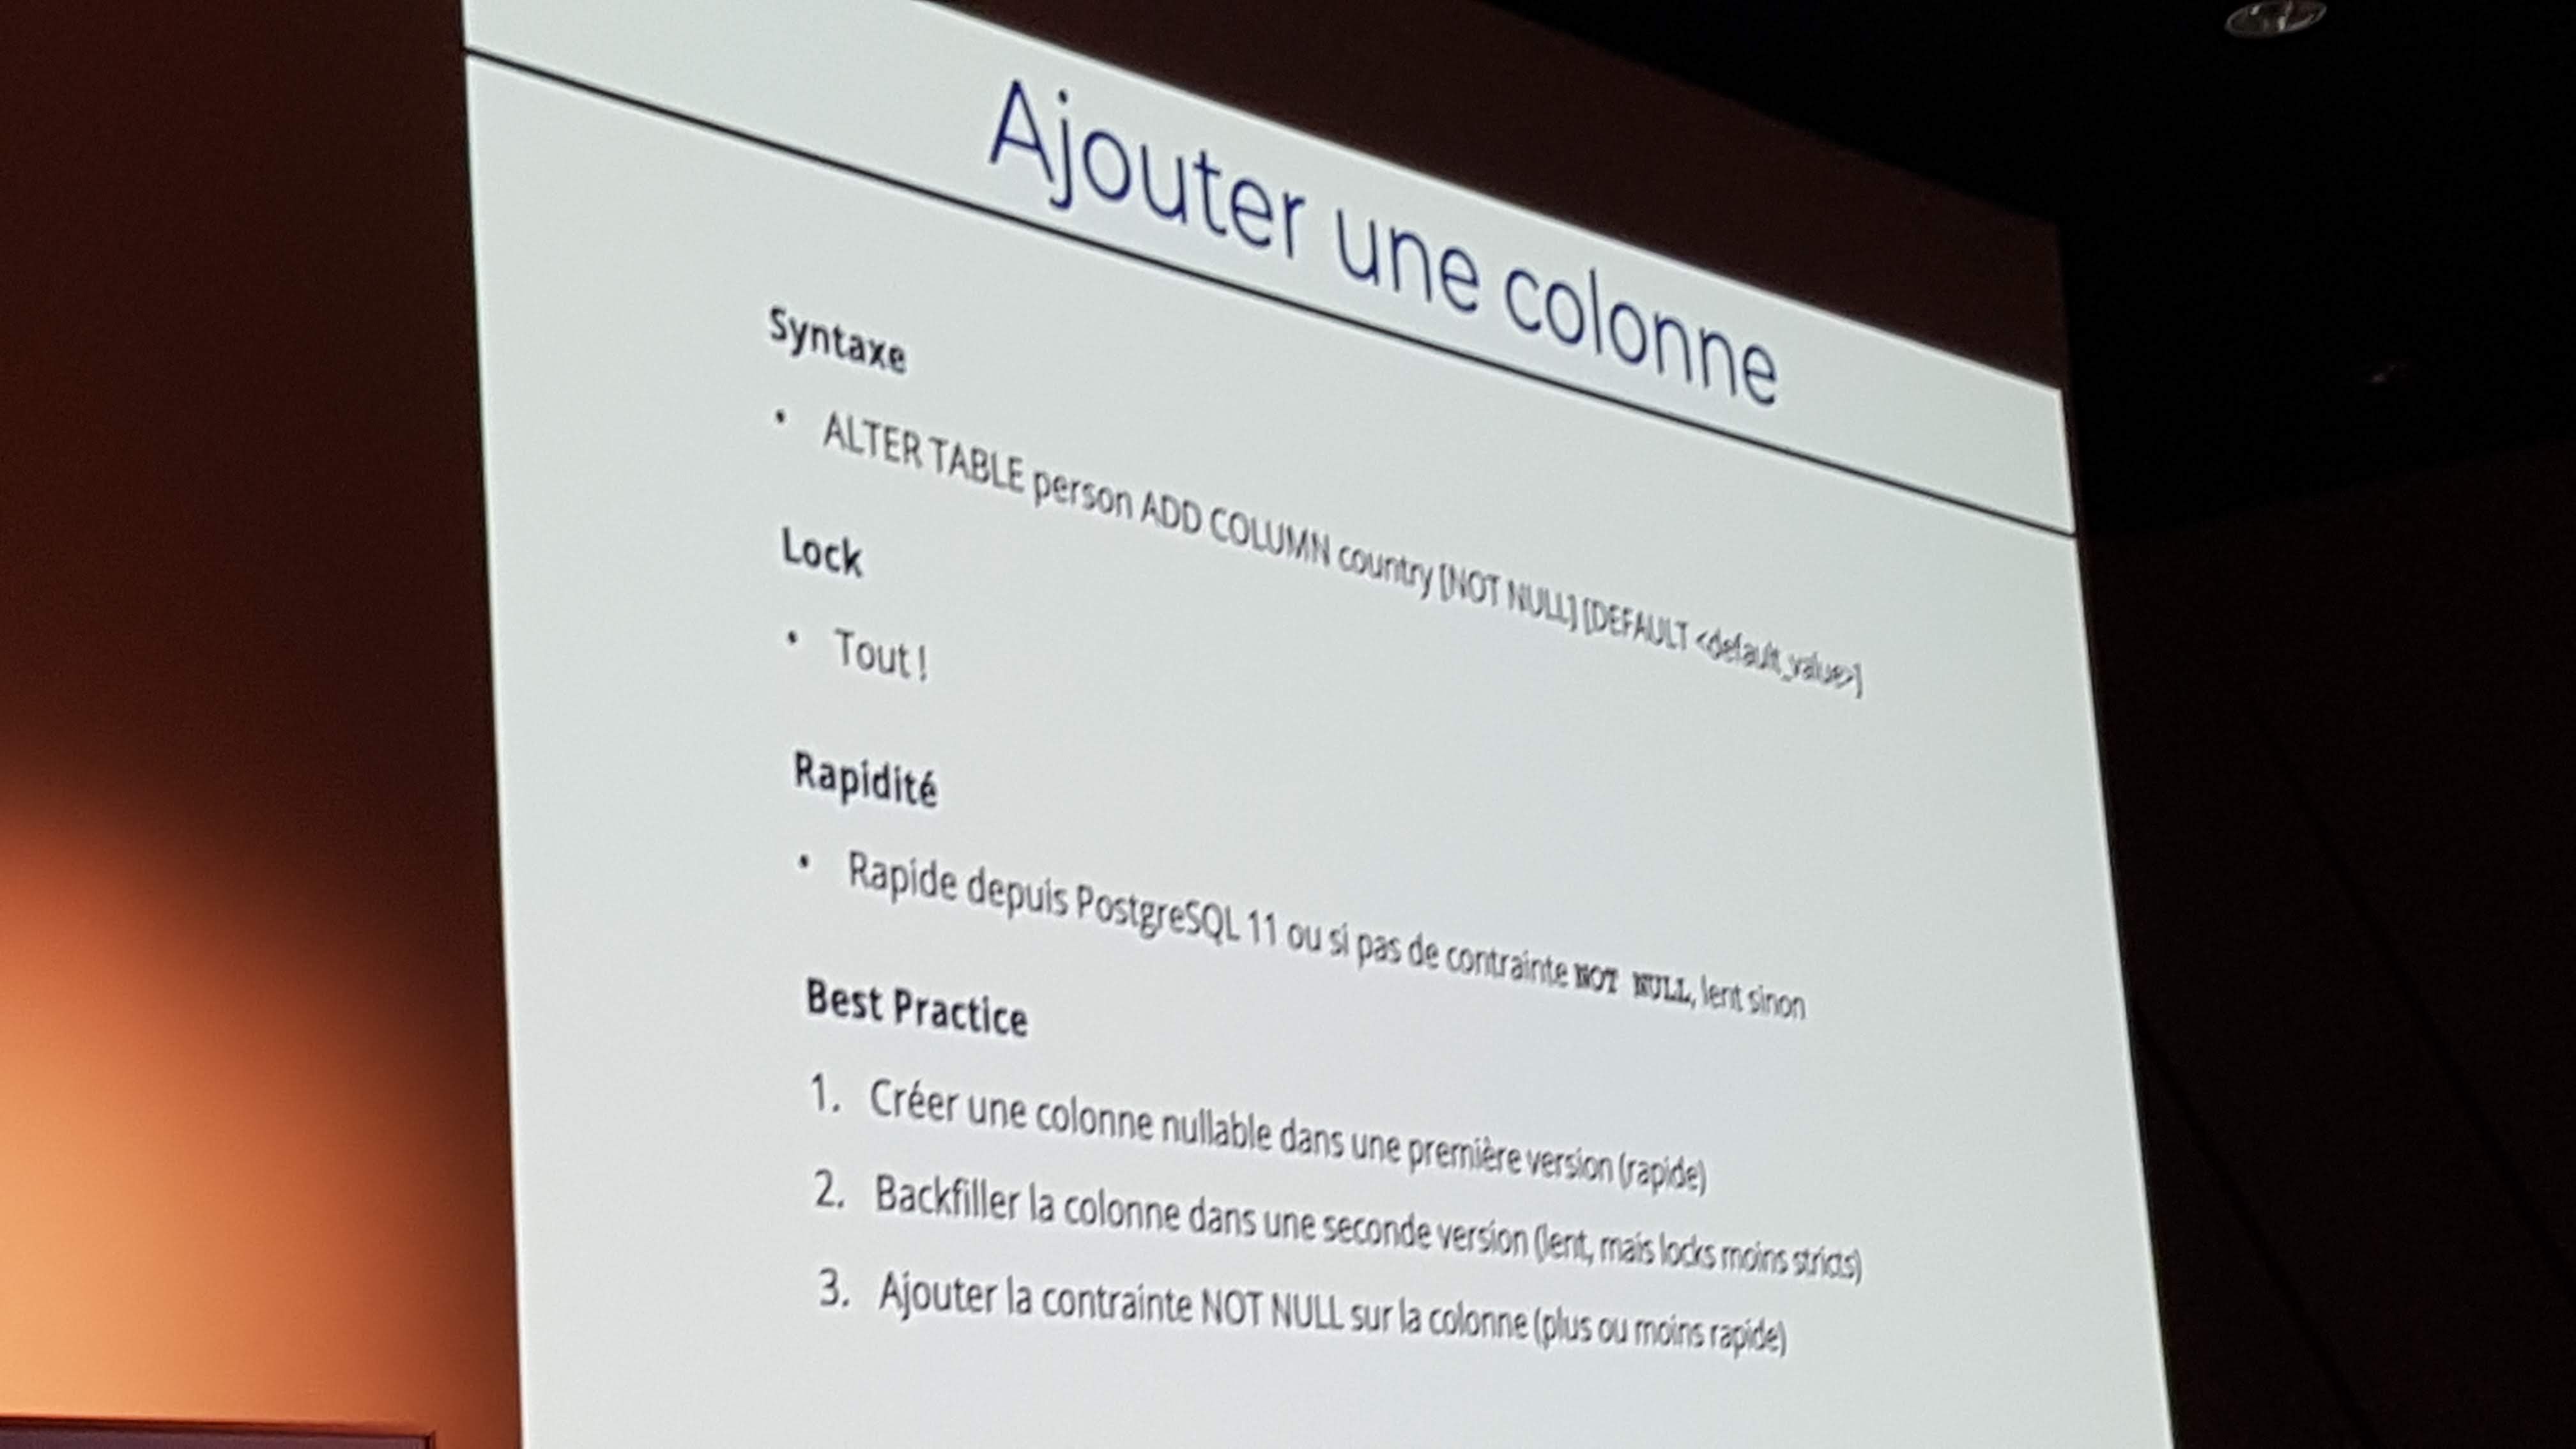 Ajouter une colonne
Syntaxe
• ALTER TABLE person ADD COLUMN country [NOT NULL] [DEFAULT <default_value>]
Lock
• Tout !
Rapidité
• Rapide depuis PostgreSQL 11 ou si pas de contrainte NOT NULL, lent sinon
Best Practice
1. Créer une colonne nullable dans une première version (rapide)
2. Backfiller la colonne dans une seconde version (lent, mais locks moins stricts)
3. Ajouter la contrainte NOT NULL sur la colonne (plus ou moins rapide)